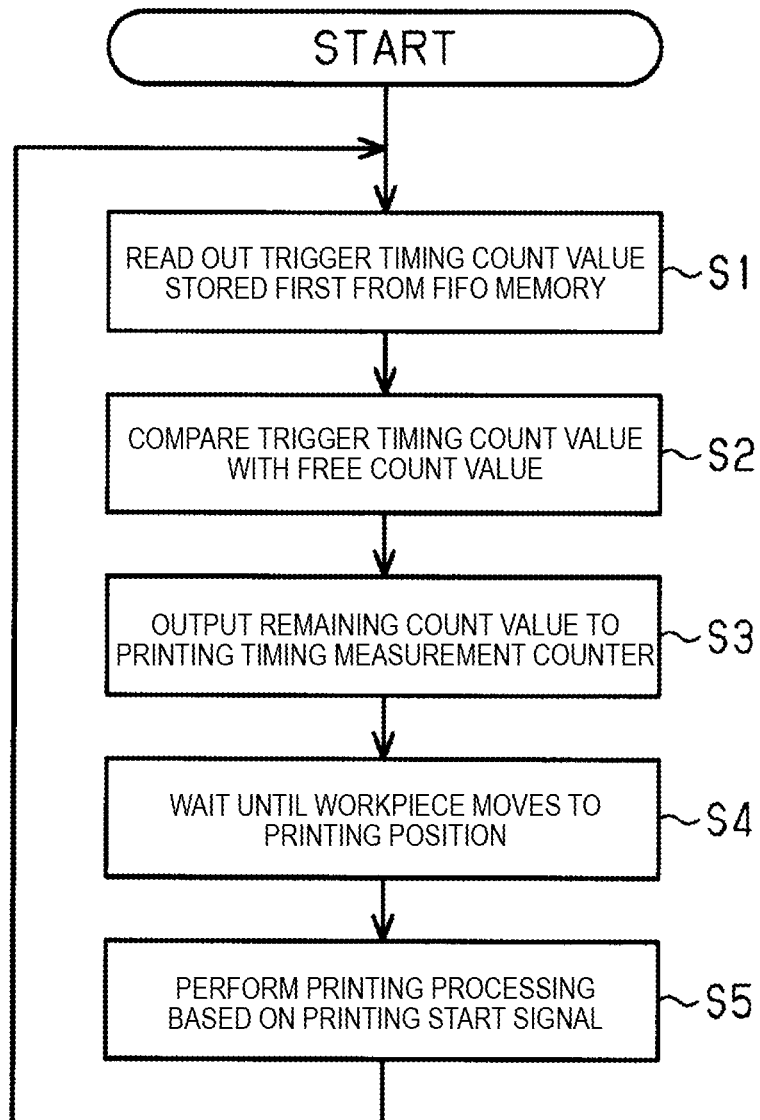 START
READ OUT TRIGGER TIMING COUNT VALUE
STORED FIRST FROM FIFO MEMORY
S1
COMPARE TRIGGER TIMING COUNT VALUE
WITH FREE COUNT VALUE
S2
OUTPUT REMAINING COUNT VALUE TO
PRINTING TIMING MEASUREMENT COUNTER
S3
WAIT UNTIL WORKPIECE MOVES TO
PRINTING POSITION
S4
PERFORM PRINTING PROCESSING
BASED ON PRINTING START SIGNAL
S5